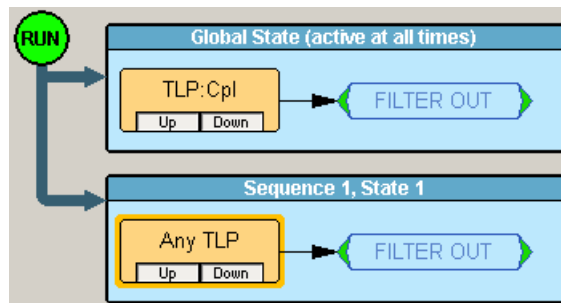 RUN
Global State (active at all times)
TLP:Cpl
Up Down
FILTER OUT
Sequence 1, State 1
Any TLP
Up Down
FILTER OUT